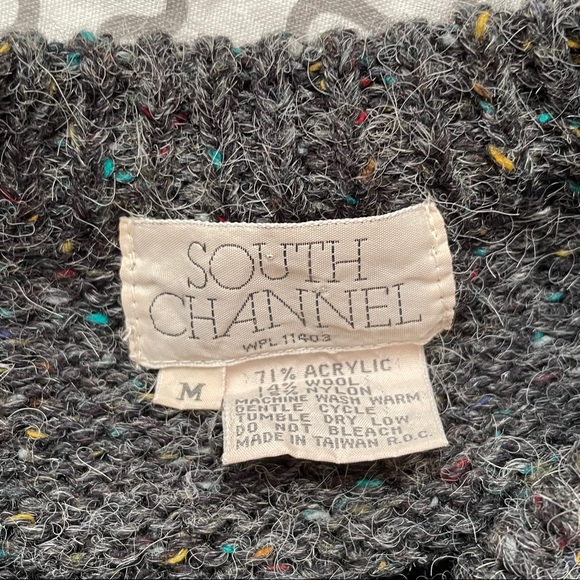 SOUTH
CHANNEL
WPL 11403
M
71% ACRYLIC
WOOL
NYLON
MACHINE WASH WARM
GENTLE CYCLE
TUMBLE DRY LOW
DO NOT BLEACH
MADE IN TAIWAN R.O.C.